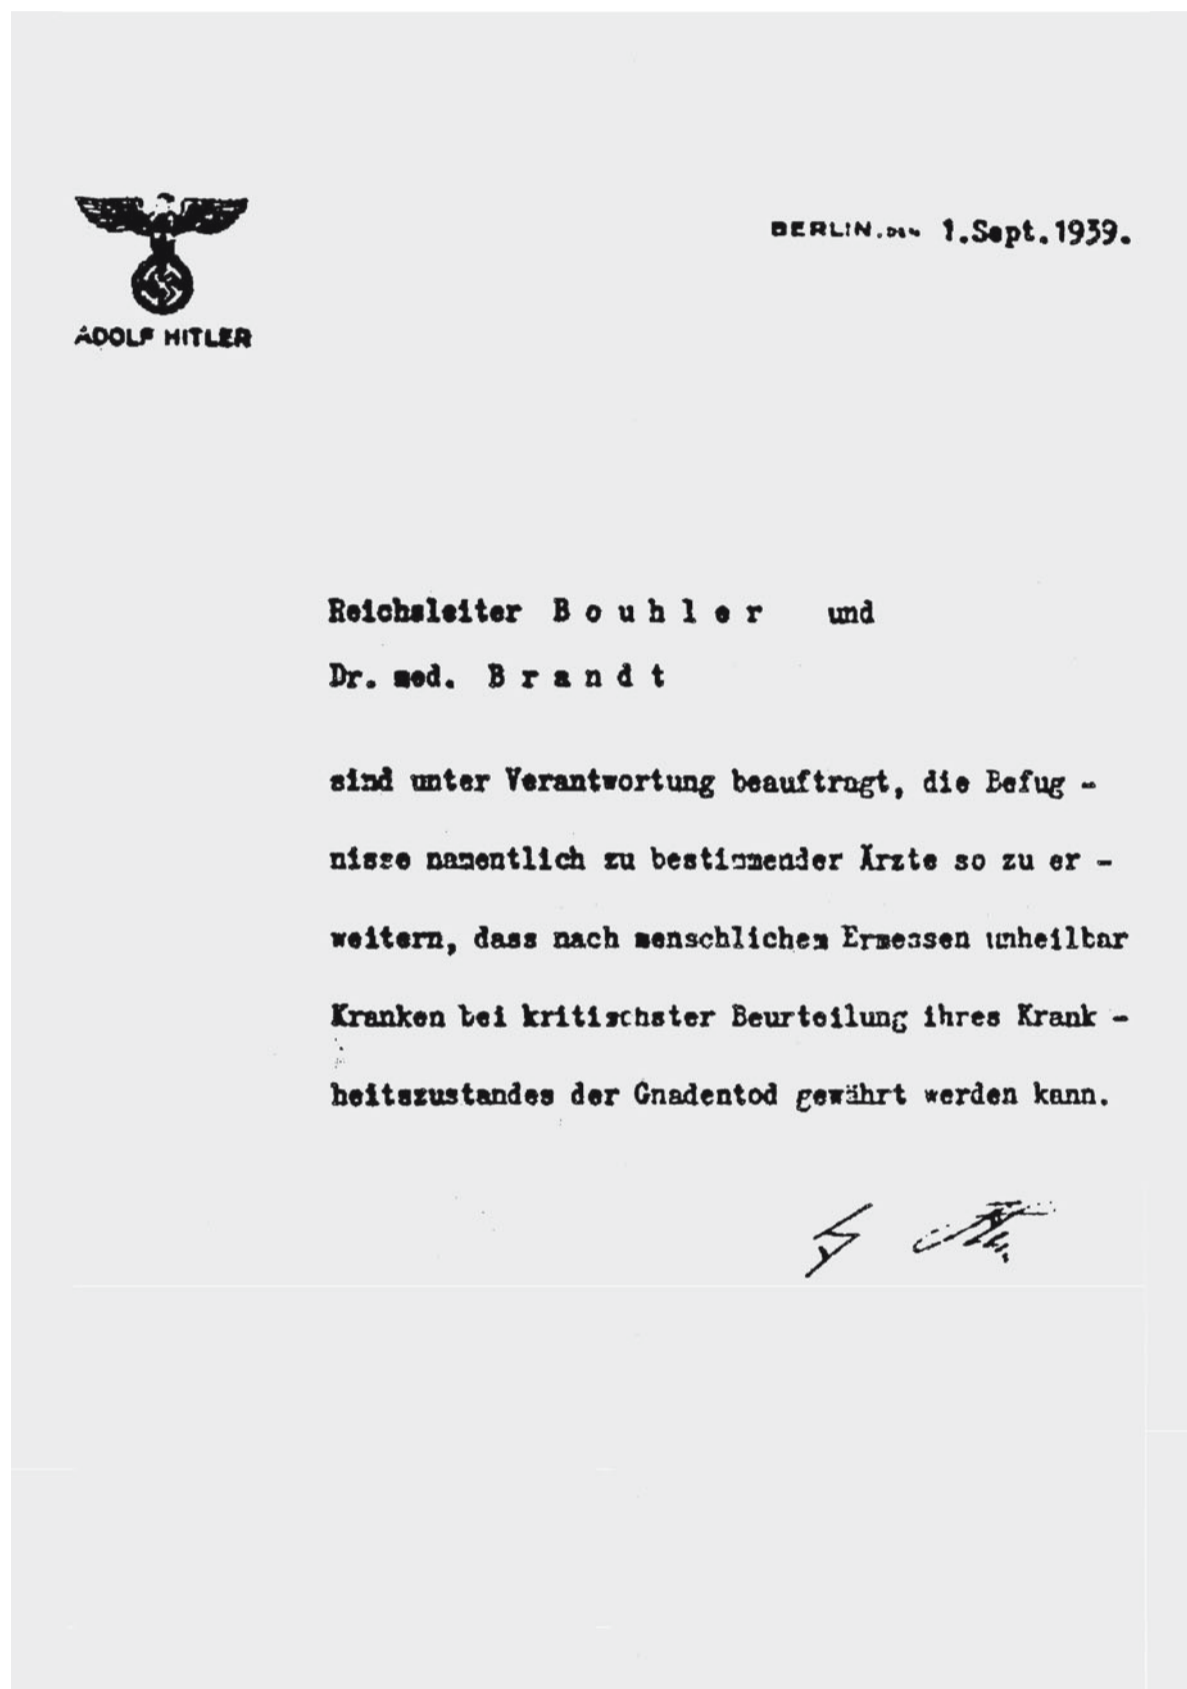 ADOLF HITLER
BERLIN, DEN 1.Sept.1939.
Reichsleiter B o u h l e r und
Dr. med. B r a n d t
sind unter Verantwortung beauftragt, die Befug -
nisse namentlich zu bestimmender Ärzte so zu er -
weitern, dass nach menschlichem Ermessen unheilbar
Kranken bei kritischster Beurteilung ihres Krank -
heitszustandes der Gnadentod gewährt werden kann.